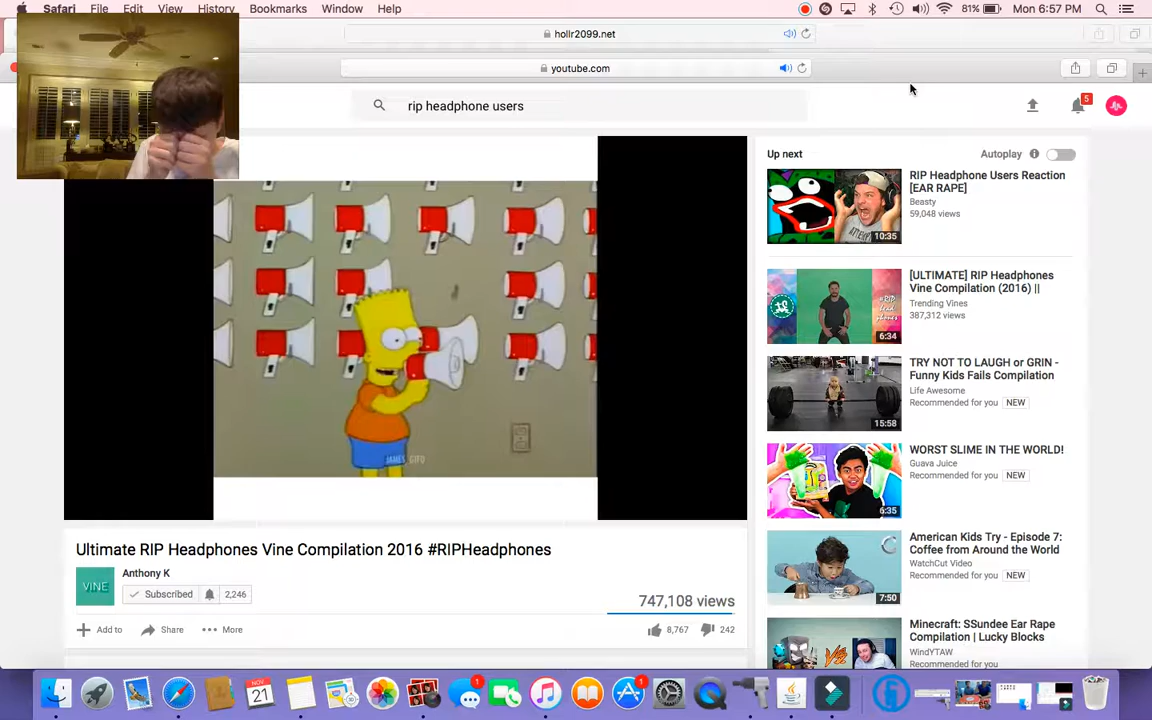 Safari File Edit View History Bookmarks Window Help 81% Mon 6:57 PM
hollr2099.net
youtube.com
rip headphone users
5
Up next Autoplay
RIP Headphone Users Reaction
[EAR RAPE]
Beasty
59,048 views
10:35
[ULTIMATE] RIP Headphones
Vine Compilation (2016) ||
Trending Vines
387,312 views
6:34
TRY NOT TO LAUGH or GRIN -
Funny Kids Fails Compilation
Life Awesome
Recommended for you NEW
15:58
WORST SLIME IN THE WORLD!
Guava Juice
Recommended for you NEW
6:35
American Kids Try - Episode 7:
Coffee from Around the World
WatchCut Video
Recommended for you NEW
7:50
Minecraft: SSundee Ear Rape
Compilation | Lucky Blocks
WindYTAW
Recommended for you
VS
JAMES_GIFO
Ultimate RIP Headphones Vine Compilation 2016 #RIPHeadphones
VINE
Anthony K
Subscribed 2,246
747,108 views
Add to Share More 8,767 242
NOV
21
1
1